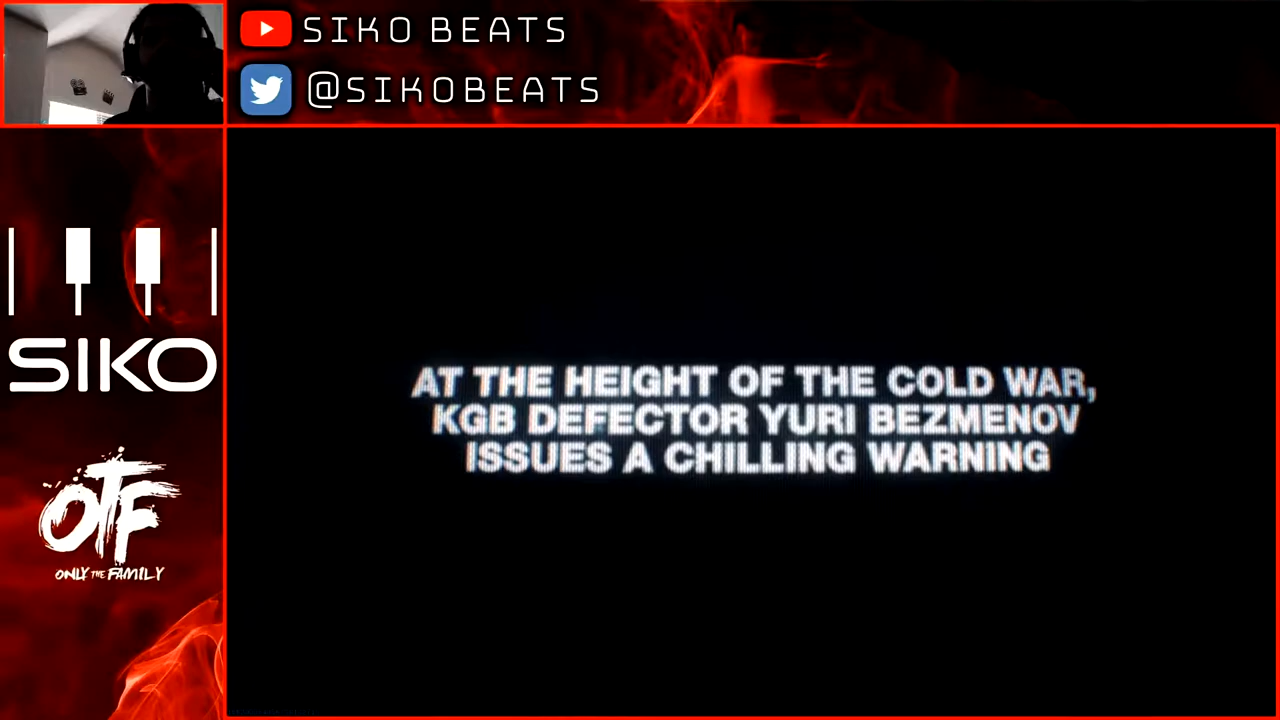 SIKO BEATS
@SIKOBEATS
SIKO
OTF
ONLY THE FAMILY
AT THE HEIGHT OF THE COLD WAR,
KGB DEFECTOR YURI BEZMENOV
ISSUES A CHILLING WARNING